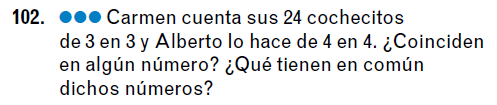 102. ●●● Carmen cuenta sus 24 cochecitos
de 3 en 3 y Alberto lo hace de 4 en 4. ¿Coinciden
en algún número? ¿Qué tienen en común
dichos números?